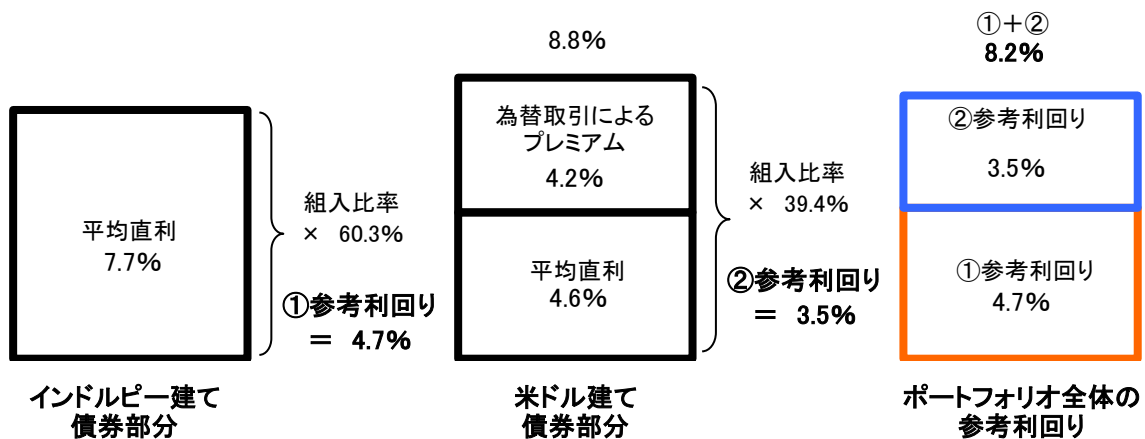 平均直利
7.7%
組入比率
× 60.3%
①参考利回り
＝ 4.7%
インドルピー建て
債券部分
8.8%
為替取引による
プレミアム
4.2%
平均直利
4.6%
組入比率
× 39.4%
②参考利回り
＝ 3.5%
米ドル建て
債券部分
①＋②
8.2%
②参考利回り
3.5%
①参考利回り
4.7%
ポートフォリオ全体の
参考利回り